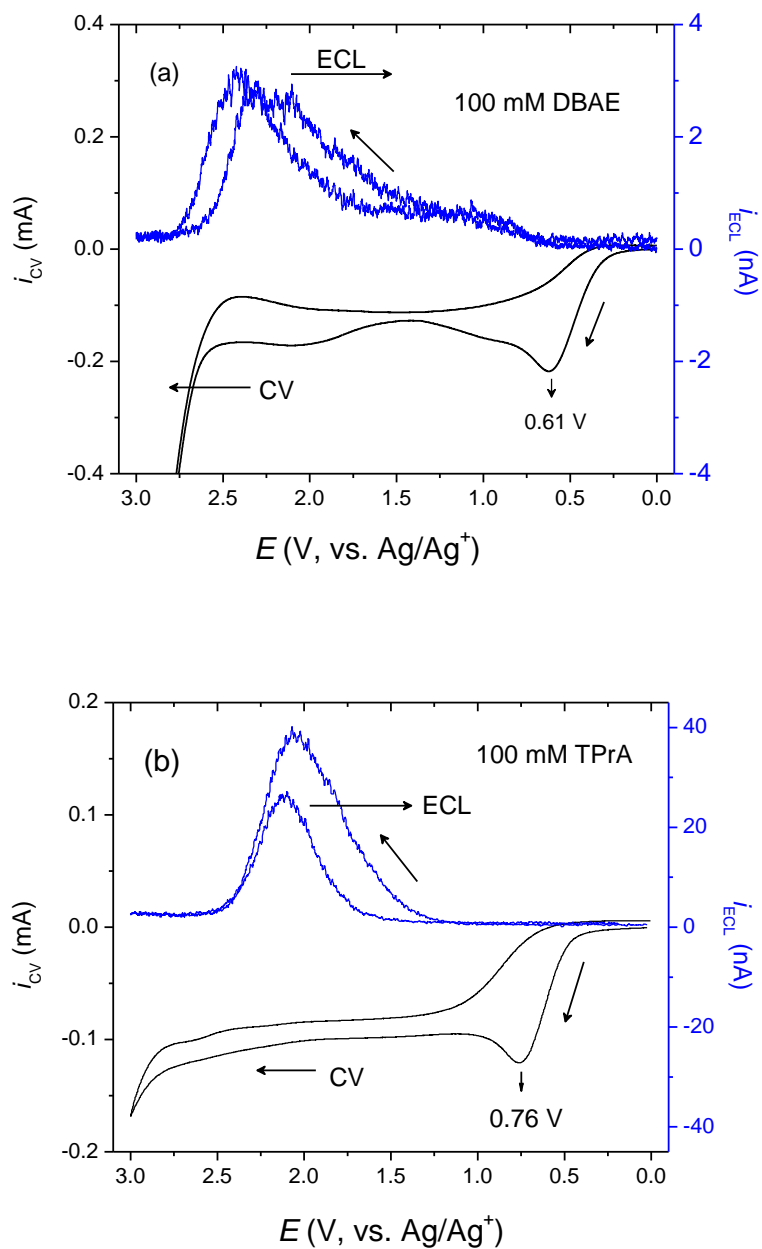 (a)
ECL
100 mM DBAE
0.4
0.2
0.0
-0.2
-0.4
i_CV (mA)
4
2
0
-2
-4
i_ECL (nA)
CV
0.61 V
3.0 2.5 2.0 1.5 1.0 0.5 0.0
E (V, vs. Ag/Ag⁺)
(b)
100 mM TPrA
ECL
0.2
0.1
0.0
-0.1
-0.2
i_CV (mA)
40
20
0
-20
-40
i_ECL (nA)
CV
0.76 V
3.0 2.5 2.0 1.5 1.0 0.5 0.0
E (V, vs. Ag/Ag⁺)